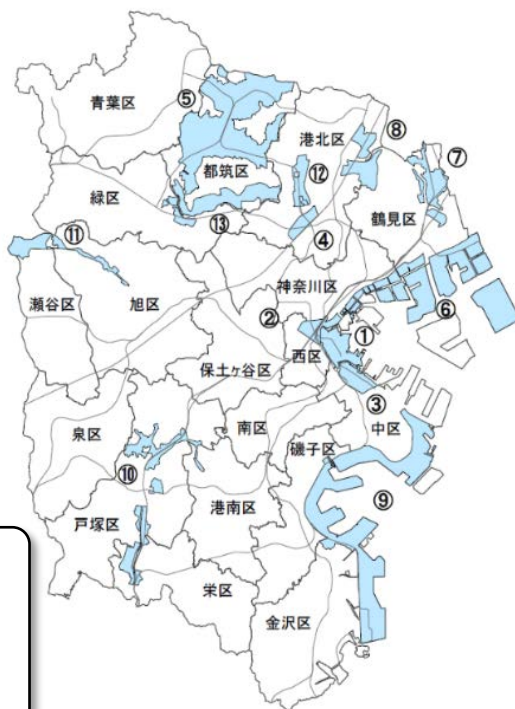 青葉区
⑤
港北区
⑧
都筑区
⑫
⑦
緑区
⑬
鶴見区
④
⑪
神奈川区
瀬谷区
旭区
②
⑥
①
西区
保土ヶ谷区
③
泉区
南区
中区
磯子区
⑩
港南区
⑨
戸塚区
栄区
金沢区